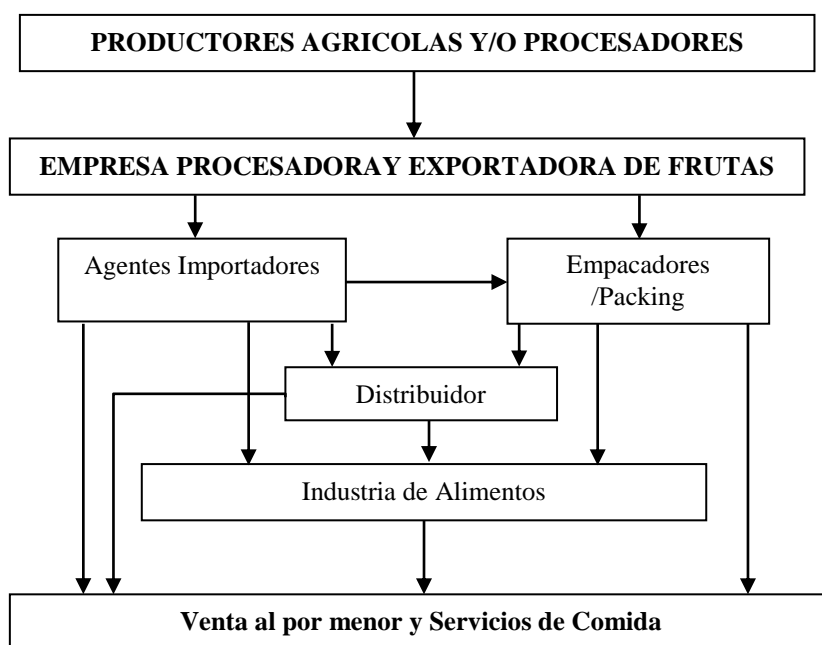 PRODUCTORES AGRICOLAS Y/O PROCESADORES
EMPRESA PROCESADORAY EXPORTADORA DE FRUTAS
Agentes Importadores
Empacadores
/Packing
Distribuidor
Industria de Alimentos
Venta al por menor y Servicios de Comida